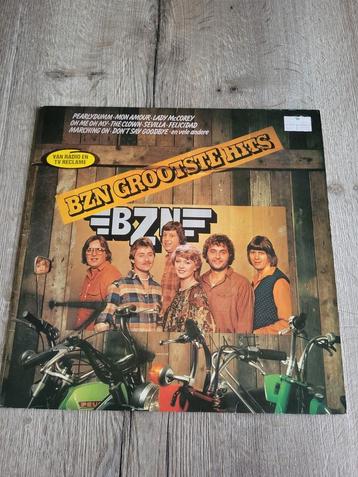 PEARLYDUMM-MON AMOUR-LADY McCOREY
OH ME OH MY-THE CLOWN-SEVILLA-FELICIDAD
MARCHING ON-DON'T SAY GOODBYE-en vele andere
VAN RADIO EN
TV RECLAME
BZN GROOTSTE HITS
BZN